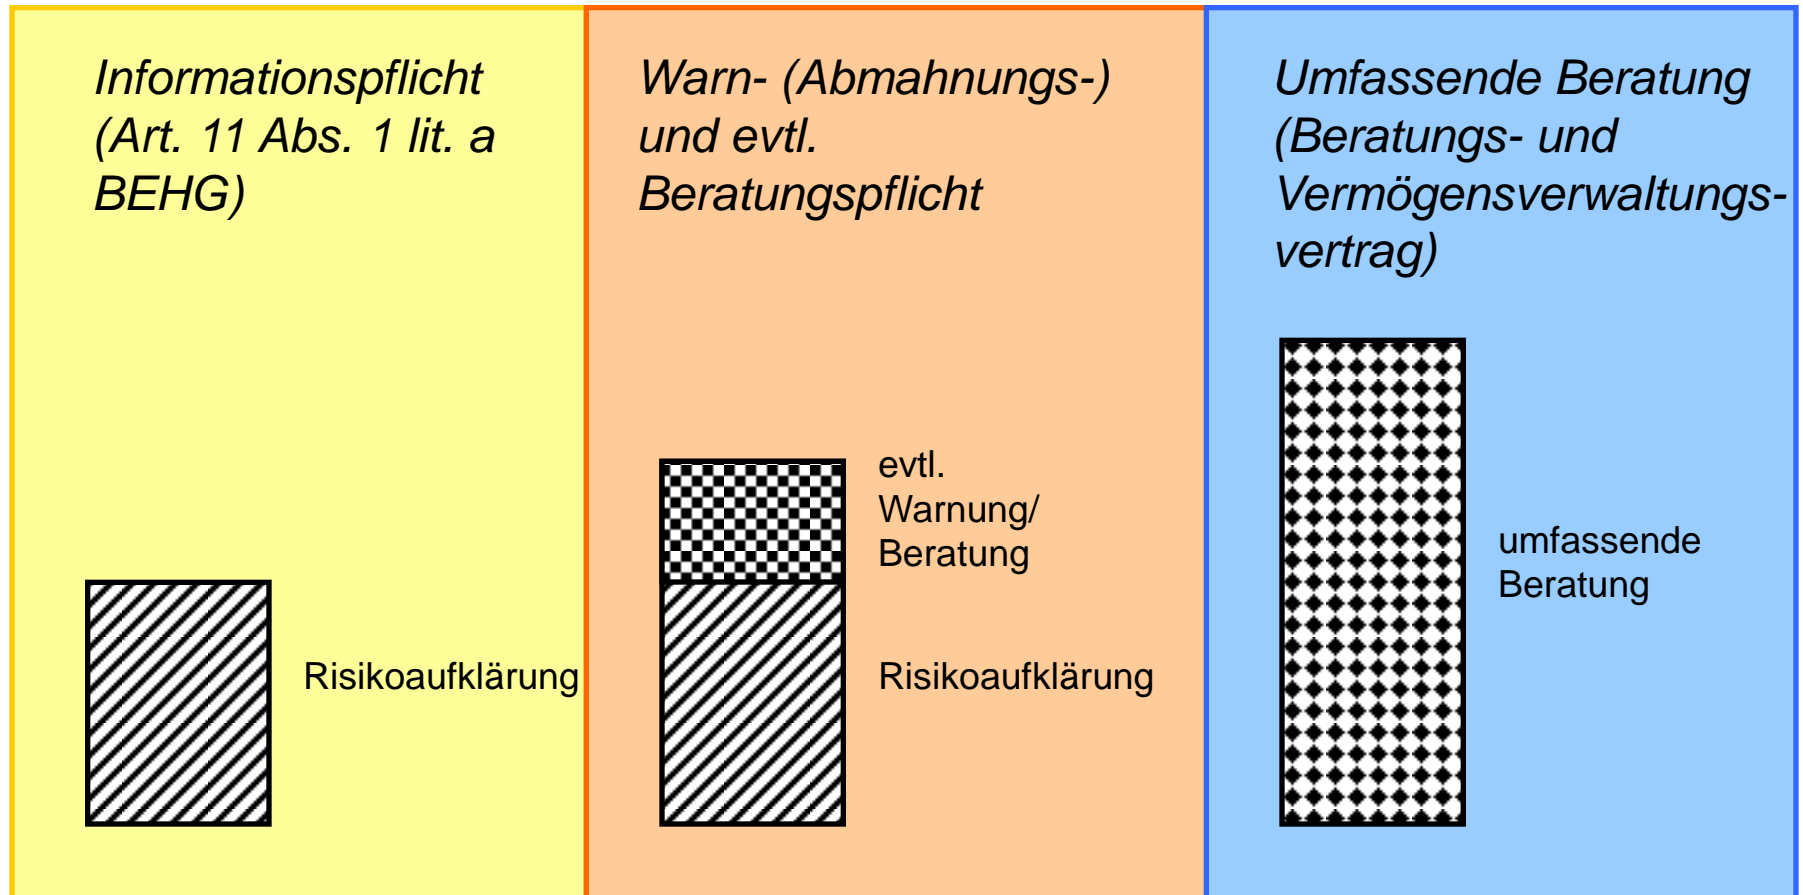 Informationspflicht
(Art. 11 Abs. 1 lit. a
BEHG)
Risikoaufklärung
Warn- (Abmahnungs-)
und evtl.
Beratungspflicht
evtl.
Warnung/
Beratung
Risikoaufklärung
Umfassende Beratung
(Beratungs- und
Vermögensverwaltungs-
vertrag)
umfassende
Beratung